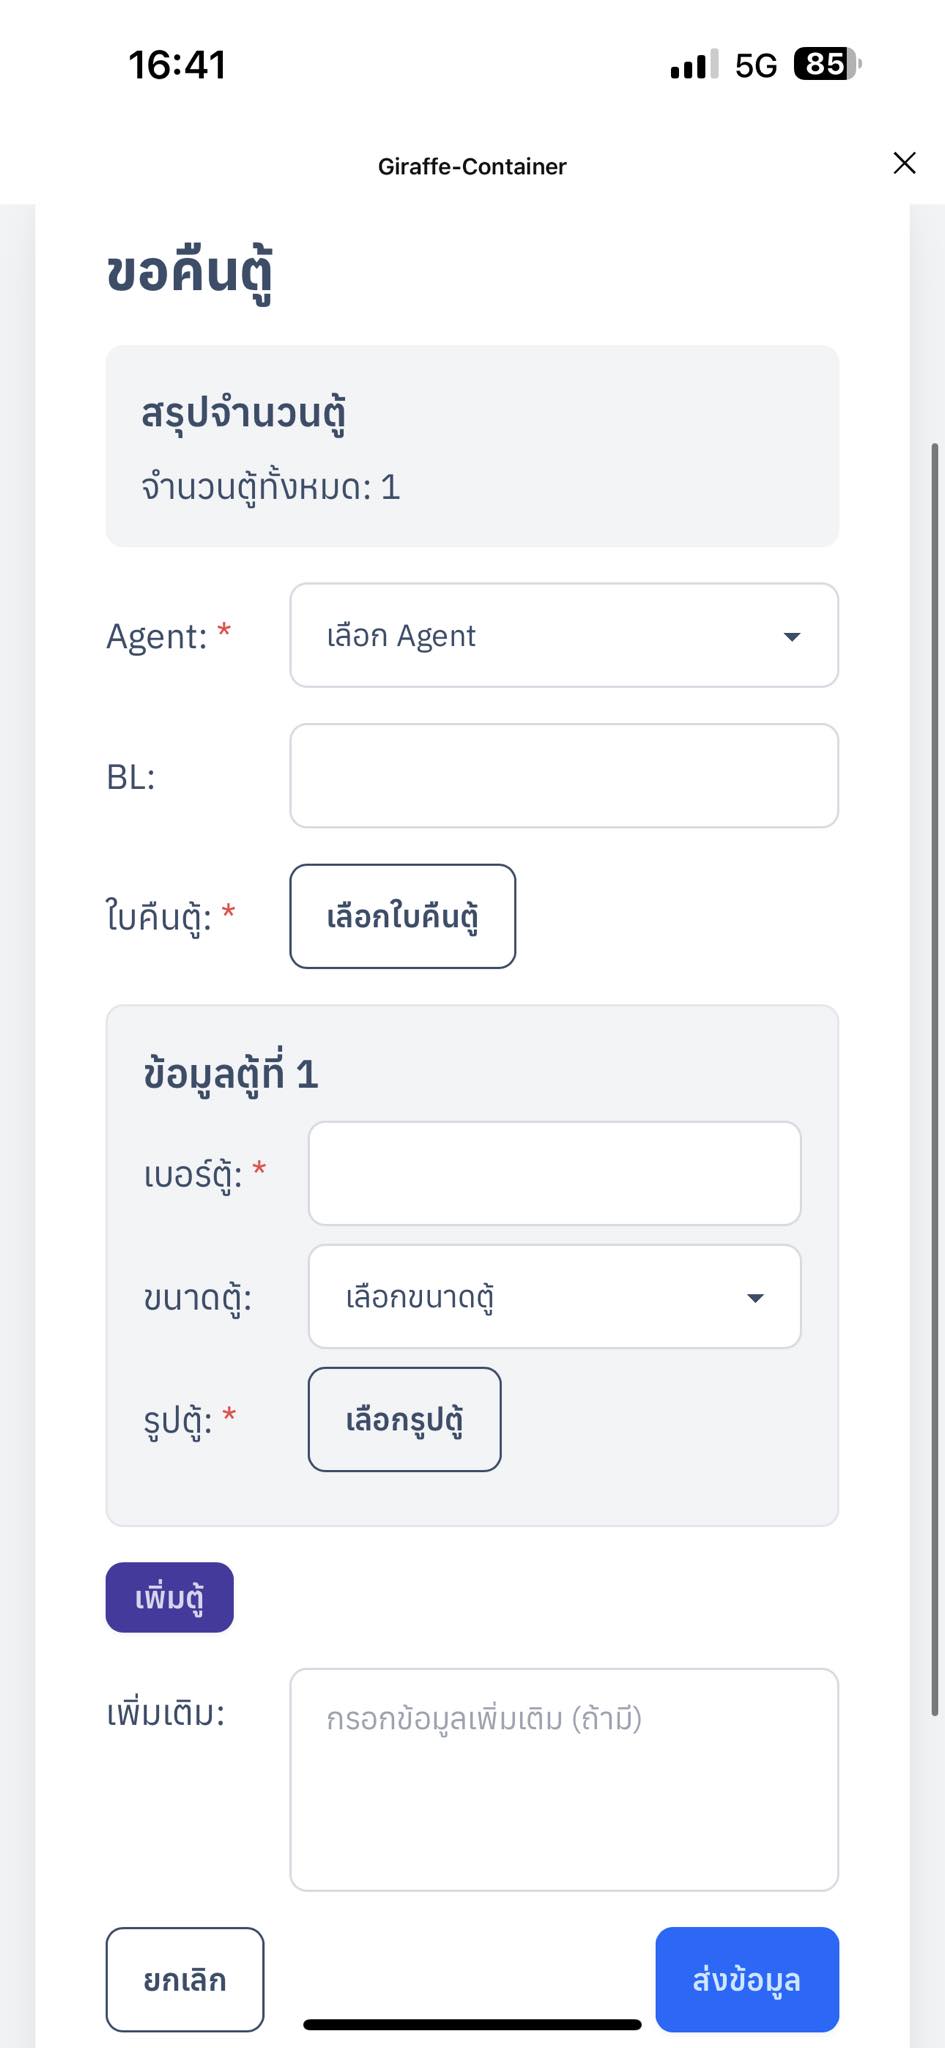 16:41
5G 85
Giraffe-Container
ขอคืนตู้
สรุปจำนวนตู้
จำนวนตู้ทั้งหมด: 1
Agent: *
เลือก Agent
BL:
ใบคืนตู้: *
เลือกใบคืนตู้
ข้อมูลตู้ที่ 1
เบอร์ตู้: *
ขนาดตู้:
เลือกขนาดตู้
รูปตู้: *
เลือกรูปตู้
เพิ่มตู้
เพิ่มเติม:
กรอกข้อมูลเพิ่มเติม (ถ้ามี)
ยกเลิก
ส่งข้อมูล